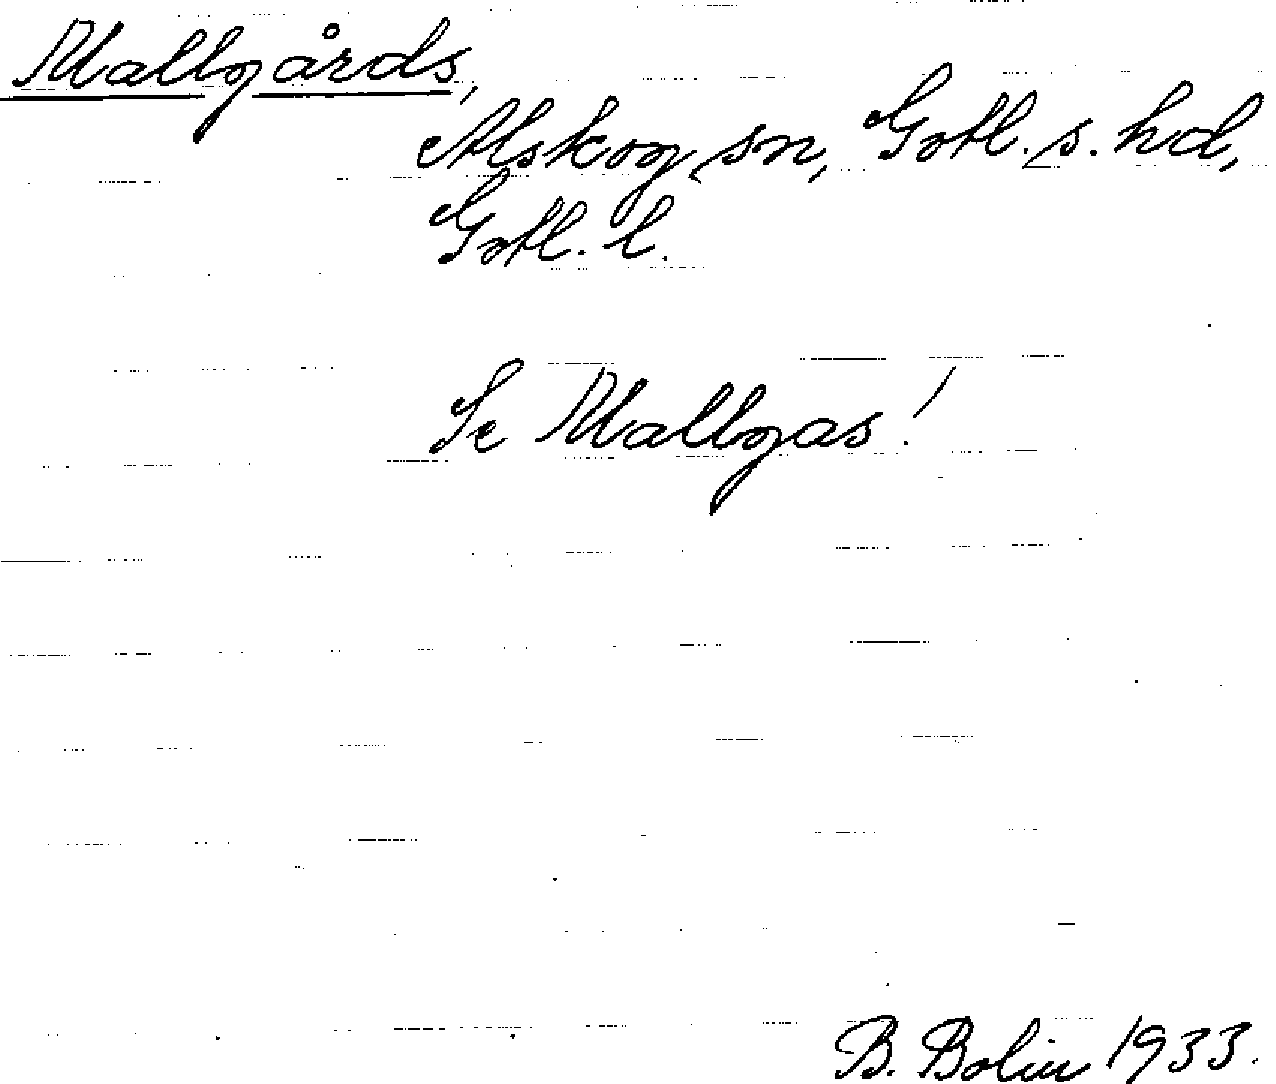 Mallgårds,
Alskog sn, Gotl. s. hd,
Gotl. l.
Se Mallgas!
B. Bolin 1933.